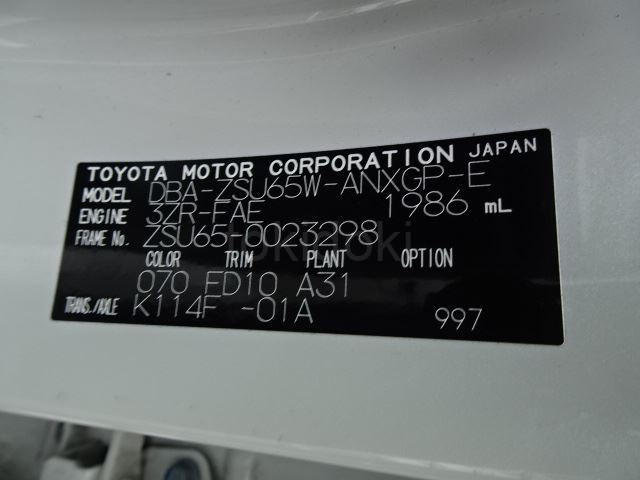 TOYOTA MOTOR CORPORATION JAPAN
MODEL DBA-ZSU65W-ANXGP-E
ENGINE 3ZR-FAE 1986 mL
FRAME No. ZSU65-0023298
COLOR TRIM PLANT OPTION
070 FD10 A31
TRANS./AXLE K114F -01A 997